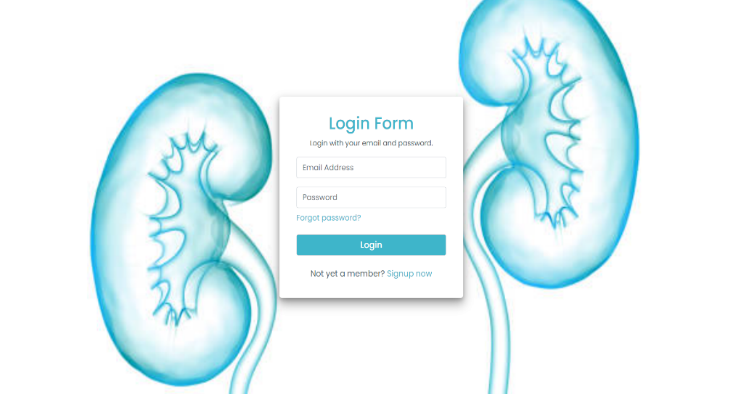 Login Form
Login with your email and password.
Email Address
Password
Forgot password?
Login
Not yet a member? Signup now